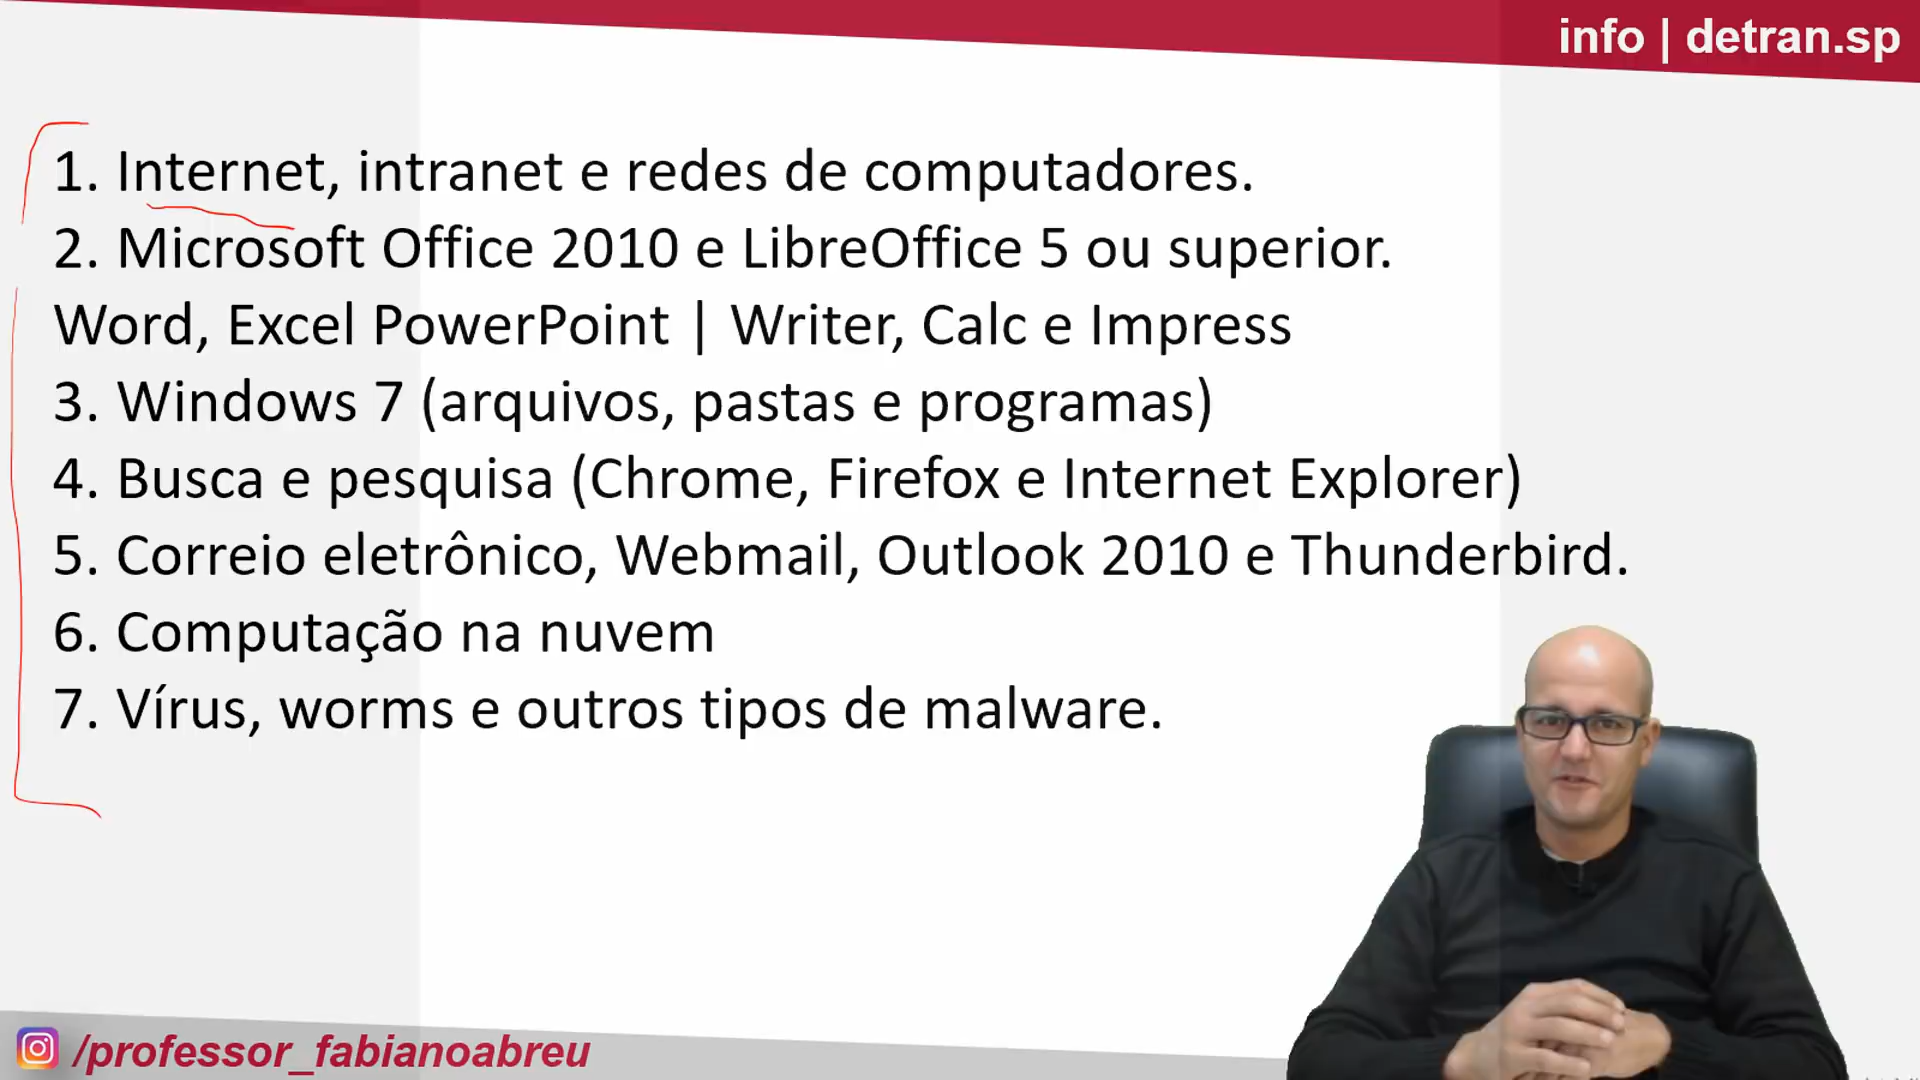 info | detran.sp
1. Internet, intranet e redes de computadores.
2. Microsoft Office 2010 e LibreOffice 5 ou superior.
Word, Excel PowerPoint | Writer, Calc e Impress
3. Windows 7 (arquivos, pastas e programas)
4. Busca e pesquisa (Chrome, Firefox e Internet Explorer)
5. Correio eletrônico, Webmail, Outlook 2010 e Thunderbird.
6. Computação na nuvem
7. Vírus, worms e outros tipos de malware.
/professor_fabianoabreu